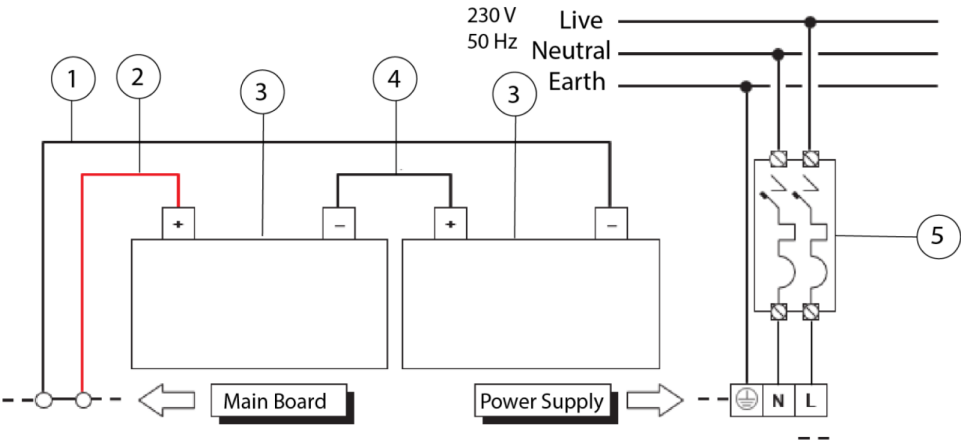 230 V
50 Hz
Live
Neutral
Earth
1
2
3
4
3
+
–
+
–
5
Main Board
Power Supply
N
L